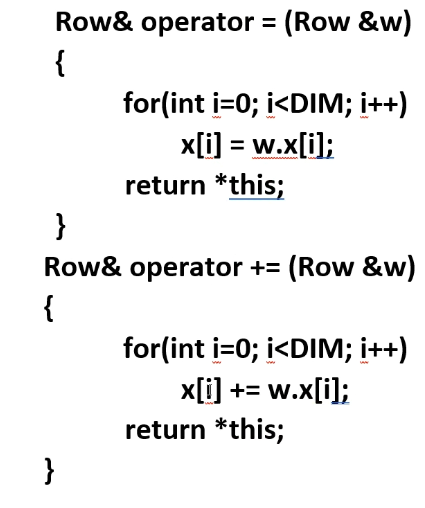 Row& operator = (Row &w)
{
for(int i=0; i<DIM; i++)
x[i] = w.x[i];
return *this;
}
Row& operator += (Row &w)
{
for(int i=0; i<DIM; i++)
x[i] += w.x[i];
return *this;
}